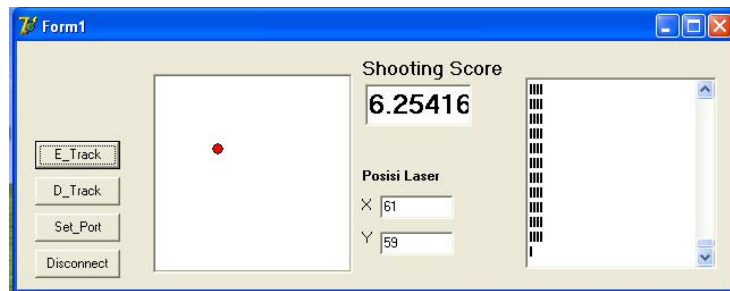 Form1
Shooting Score
6.25416
E_Track
D_Track
Set_Port
Disconnect
Posisi Laser
X 61
Y 59